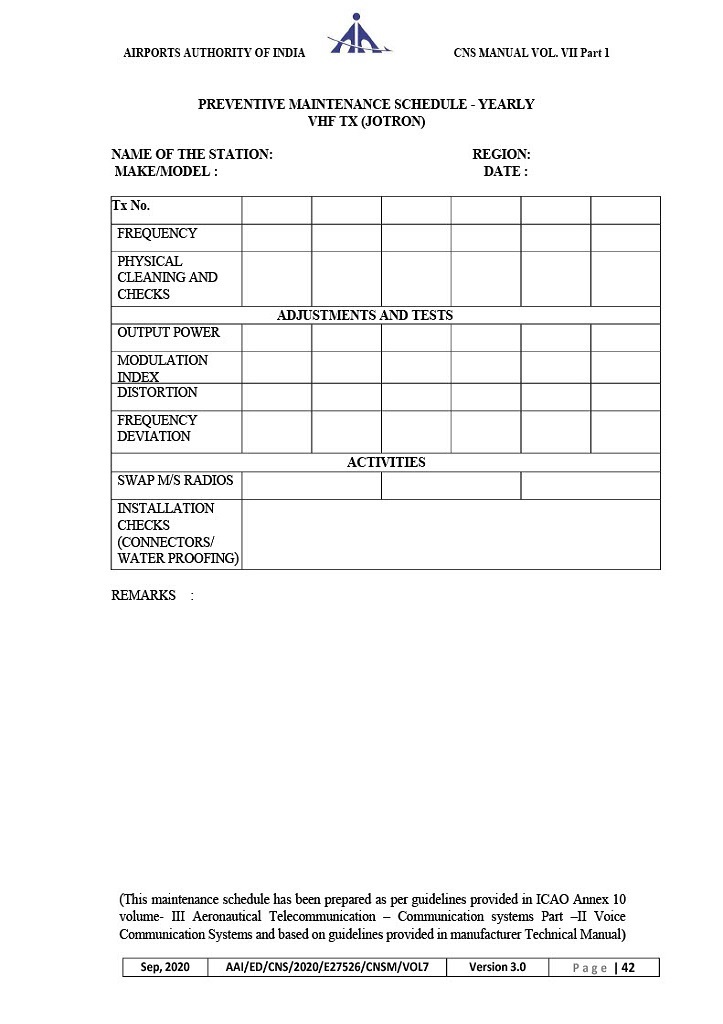 AIRPORTS AUTHORITY OF INDIA
CNS MANUAL VOL. VII Part 1
PREVENTIVE MAINTENANCE SCHEDULE - YEARLY
VHF TX (JOTRON)
NAME OF THE STATION:
REGION:
MAKE/MODEL :
DATE :
Tx No.
FREQUENCY
PHYSICAL
CLEANING AND
CHECKS
ADJUSTMENTS AND TESTS
OUTPUT POWER
MODULATION
INDEX
DISTORTION
FREQUENCY
DEVIATION
ACTIVITIES
SWAP M/S RADIOS
INSTALLATION
CHECKS
(CONNECTORS/
WATER PROOFING)
REMARKS :
(This maintenance schedule has been prepared as per guidelines provided in ICAO Annex 10
volume- III Aeronautical Telecommunication – Communication systems Part –II Voice
Communication Systems and based on guidelines provided in manufacturer Technical Manual)
Sep, 2020
AAI/ED/CNS/2020/E27526/CNSM/VOL7
Version 3.0
Page | 42